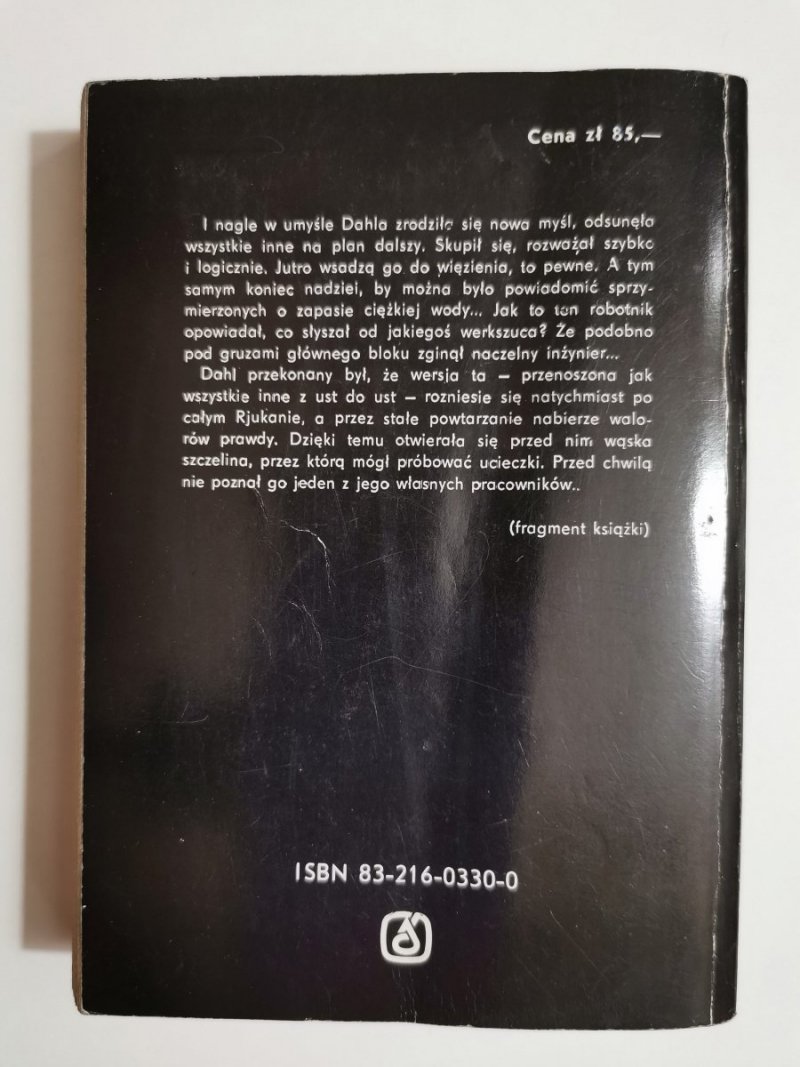 Cena zł 85,—
I nagle w umyśle Dahla zrodziła się nowa myśl, odsunęła
wszystkie inne na plan dalszy. Skupił się, rozważał szybko
i logicznie. Jutro wsadzą go do więzienia, to pewne. A tym
samym koniec nadziei, by można było powiadomić sprzy-
mierzonych o zapasie ciężkiej wody... Jak to ten robotnik
opowiadał, co słyszał od jakiegoś werkszuca? Że podobno
pod gruzami głównego bloku zginął naczelny inżynier...
Dahl przekonany był, że wersja ta — przenoszona jak
wszystkie inne z ust do ust — rozniesie się natychmiast po
całym Rjukanie, a przez stałe powtarzanie nabierze walo-
rów prawdy. Dzięki temu otwierała się przed nim wąska
szczelina, przez którą mógł próbować ucieczki. Przed chwilą
nie poznał go jeden z jego własnych pracowników..
(fragment książki)
ISBN 83-216-0330-0